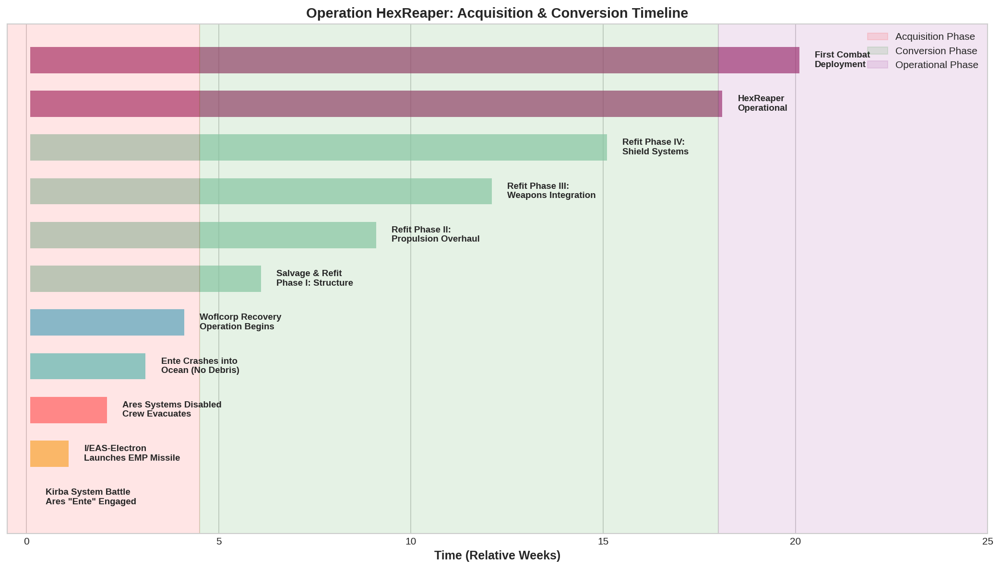 Operation HexReaper: Acquisition & Conversion Timeline
Acquisition Phase
Conversion Phase
Operational Phase
First Combat
Deployment
HexReaper
Operational
Refit Phase IV:
Shield Systems
Refit Phase III:
Weapons Integration
Refit Phase II:
Propulsion Overhaul
Salvage & Refit
Phase I: Structure
Woflcorp Recovery
Operation Begins
Ente Crashes into
Ocean (No Debris)
Ares Systems Disabled
Crew Evacuates
I/EAS-Electron
Launches EMP Missile
Kirba System Battle
Ares "Ente" Engaged
0 5 10 15 20 25
Time (Relative Weeks)